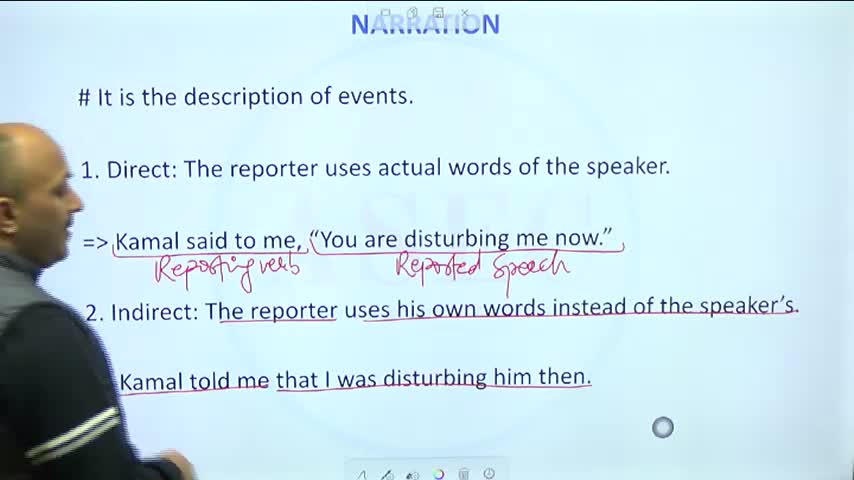 NARRATION
# It is the description of events.
1. Direct: The reporter uses actual words of the speaker.
=> Kamal said to me, “You are disturbing me now.”
Reporting verb Reported Speech
2. Indirect: The reporter uses his own words instead of the speaker's.
Kamal told me that I was disturbing him then.